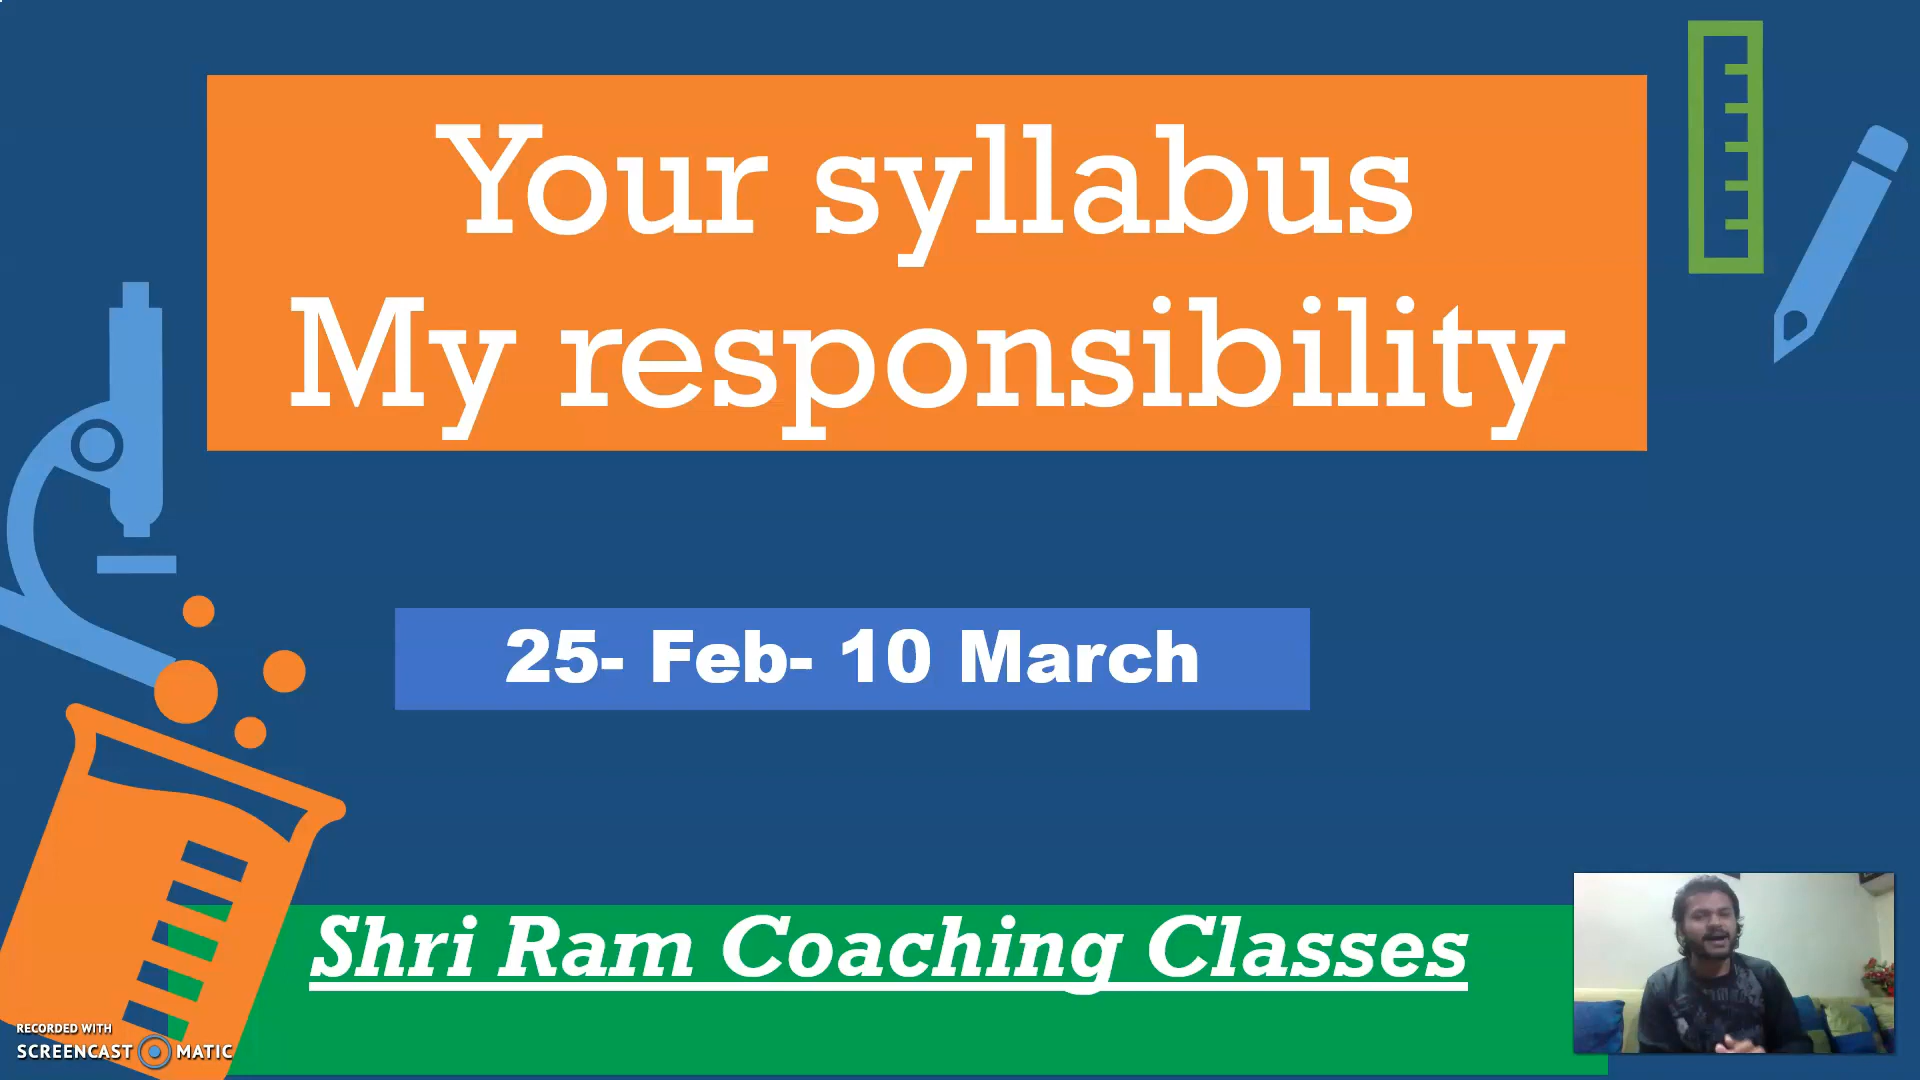 Your syllabus
My responsibility
25- Feb- 10 March
Shri Ram Coaching Classes
RECORDED WITH
SCREENCAST MATIC